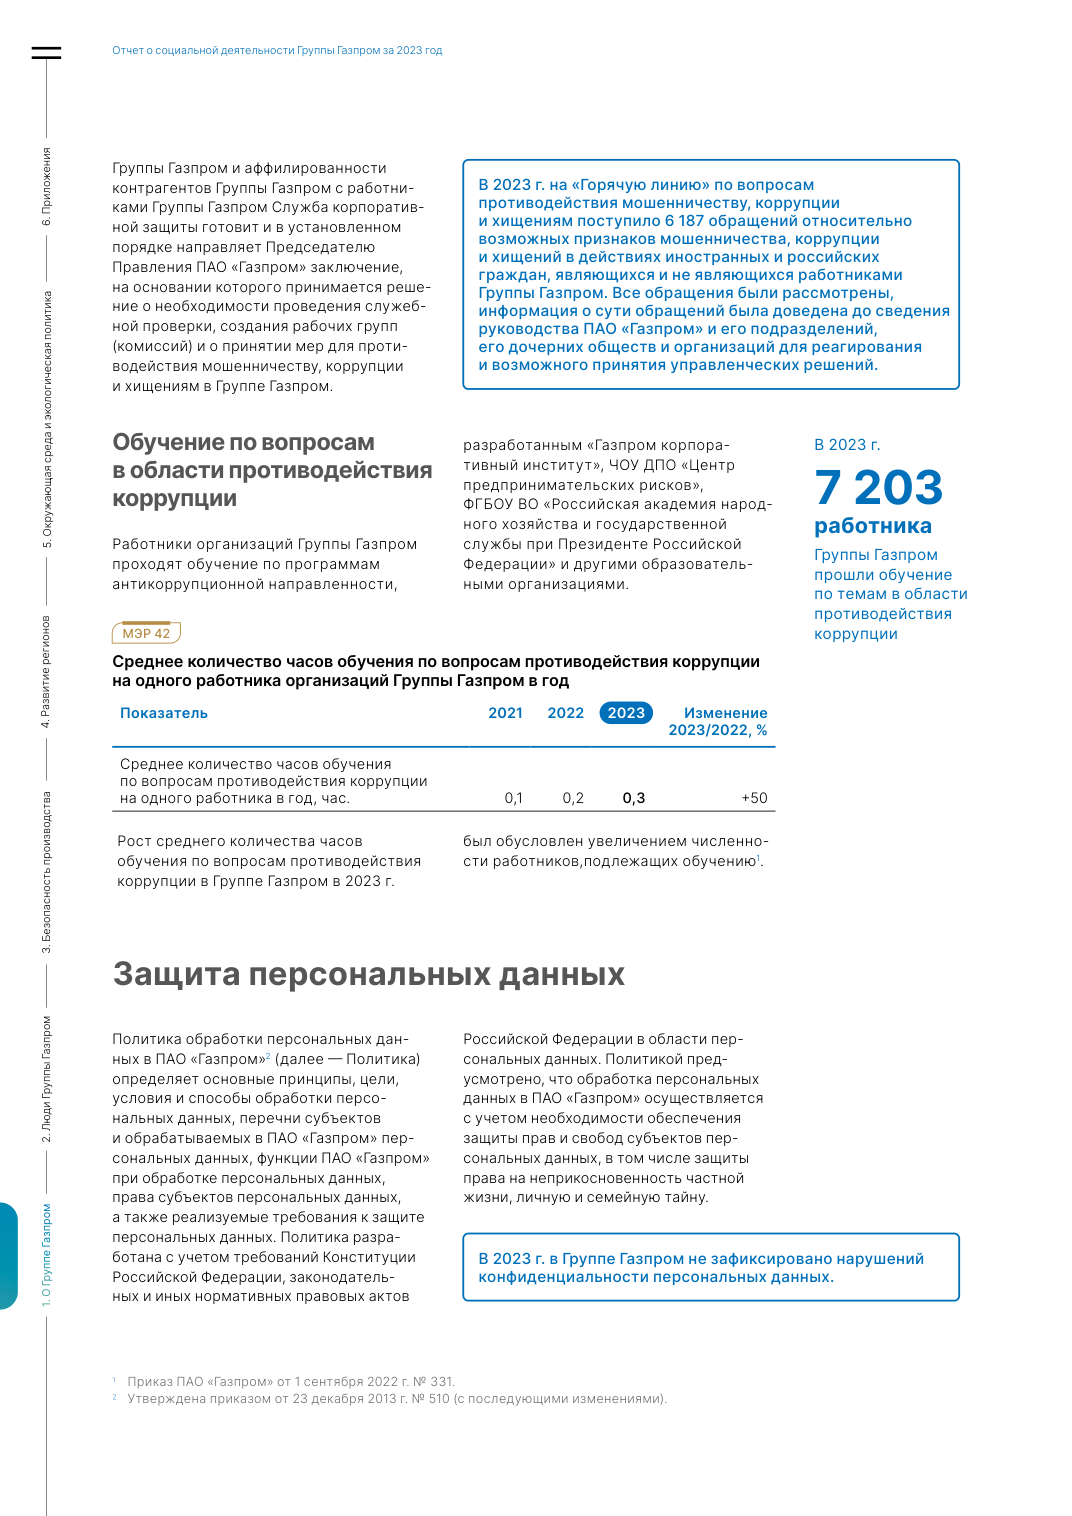 Отчет о социальной деятельности Группы Газпром за 2023 год
6. Приложения
5. Окружающая среда и экологическая политика
4. Развитие регионов
3. Безопасность производства
2. Люди Группы Газпром
1. О Группе Газпром
Группы Газпром и аффилированности
контрагентов Группы Газпром с работни-
ками Группы Газпром Служба корпоратив-
ной защиты готовит и в установленном
порядке направляет Председателю
Правления ПАО «Газпром» заключение,
на основании которого принимается реше-
ние о необходимости проведения служеб-
ной проверки, создания рабочих групп
(комиссий) и о принятии мер для проти-
водействия мошенничеству, коррупции
и хищениям в Группе Газпром.
В 2023 г. на «Горячую линию» по вопросам
противодействия мошенничеству, коррупции
и хищениям поступило 6 187 обращений относительно
возможных признаков мошенничества, коррупции
и хищений в действиях иностранных и российских
граждан, являющихся и не являющихся работниками
Группы Газпром. Все обращения были рассмотрены,
информация о сути обращений была доведена до сведения
руководства ПАО «Газпром» и его подразделений,
его дочерних обществ и организаций для реагирования
и возможного принятия управленческих решений.
Обучение по вопросам
в области противодействия
коррупции
Работники организаций Группы Газпром
проходят обучение по программам
антикоррупционной направленности,
разработанным «Газпром корпора-
тивный институт», ЧОУ ДПО «Центр
предпринимательских рисков»,
ФГБОУ ВО «Российская академия народ-
ного хозяйства и государственной
службы при Президенте Российской
Федерации» и другими образователь-
ными организациями.
В 2023 г.
7 203
работника
Группы Газпром
прошли обучение
по темам в области
противодействия
коррупции
МЭР 42
Среднее количество часов обучения по вопросам противодействия коррупции
на одного работника организаций Группы Газпром в год
Показатель 2021 2022 2023 Изменение
2023/2022, %
Среднее количество часов обучения
по вопросам противодействия коррупции
на одного работника в год, час. 0,1 0,2 0,3 +50
Рост среднего количества часов
обучения по вопросам противодействия
коррупции в Группе Газпром в 2023 г.
был обусловлен увеличением численно-
сти работников,подлежащих обучению¹.
Защита персональных данных
Политика обработки персональных дан-
ных в ПАО «Газпром»² (далее — Политика)
определяет основные принципы, цели,
условия и способы обработки персо-
нальных данных, перечни субъектов
и обрабатываемых в ПАО «Газпром» пер-
сональных данных, функции ПАО «Газпром»
при обработке персональных данных,
права субъектов персональных данных,
а также реализуемые требования к защите
персональных данных. Политика разра-
ботана с учетом требований Конституции
Российской Федерации, законодатель-
ных и иных нормативных правовых актов
Российской Федерации в области пер-
сональных данных. Политикой пред-
усмотрено, что обработка персональных
данных в ПАО «Газпром» осуществляется
с учетом необходимости обеспечения
защиты прав и свобод субъектов пер-
сональных данных, в том числе защиты
права на неприкосновенность частной
жизни, личную и семейную тайну.
В 2023 г. в Группе Газпром не зафиксировано нарушений
конфиденциальности персональных данных.
¹ Приказ ПАО «Газпром» от 1 сентября 2022 г. № 331.
² Утверждена приказом от 23 декабря 2013 г. № 510 (с последующими изменениями).